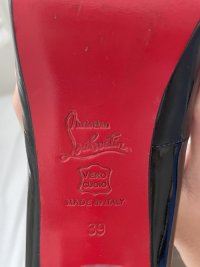 Christian
Louboutin
VERO
CUOIO
MADE IN ITALY
39